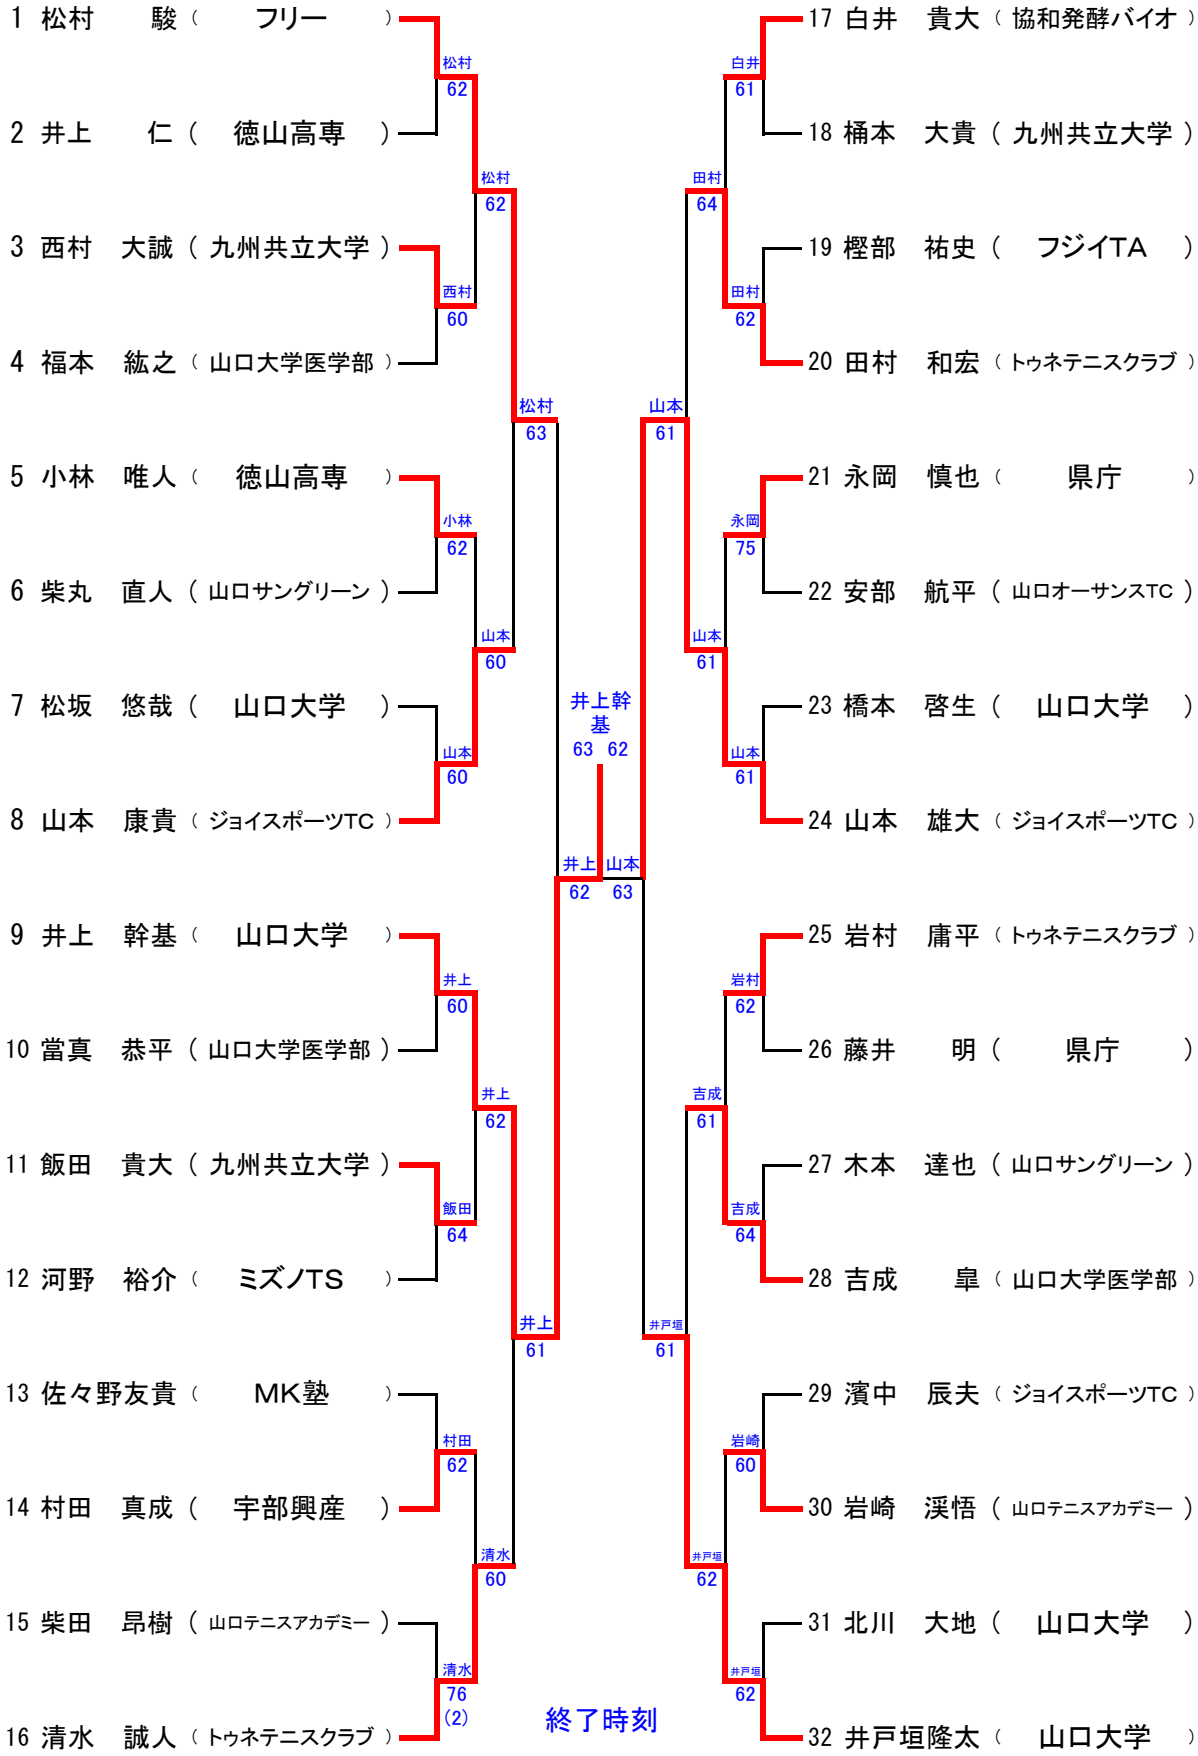 1 松村　駿 （ フリー ）
松村
62
2 井上　仁 （ 徳山高専 ）
松村
62
3 西村　大誠 （ 九州共立大学 ）
西村
60
4 福本　紘之 （ 山口大学医学部 ）
松村
63
5 小林　唯人 （ 徳山高専 ）
小林
62
6 柴丸　直人 （ 山口サングリーン ）
山本
60
7 松坂　悠哉 （ 山口大学 ）
山本
60
8 山本　康貴 （ ジョイスポーツTC ）
井上
62
9 井上　幹基 （ 山口大学 ）
井上
60
10 當真　恭平 （ 山口大学医学部 ）
井上
62
11 飯田　貴大 （ 九州共立大学 ）
飯田
64
12 河野　裕介 （ ミズノTS ）
井上
61
13 佐々野友貴 （ MK塾 ）
村田
62
14 村田　真成 （ 宇部興産 ）
清水
60
15 柴田　昂樹 （ 山口テニスアカデミー ）
清水
76
(2)
16 清水　誠人 （ トゥネテニスクラブ ）
井上幹
基
63 62
終了時刻
17 白井　貴大 （ 協和発酵バイオ ）
白井
61
18 桶本　大貴 （ 九州共立大学 ）
田村
64
19 樫部　祐史 （ フジイTA ）
田村
62
20 田村　和宏 （ トゥネテニスクラブ ）
山本
61
21 永岡　慎也 （ 県庁 ）
永岡
75
22 安部　航平 （ 山口オーサンスTC ）
山本
61
23 橋本　啓生 （ 山口大学 ）
山本
61
24 山本　雄大 （ ジョイスポーツTC ）
山本
63
25 岩村　庸平 （ トゥネテニスクラブ ）
岩村
62
26 藤井　明 （ 県庁 ）
吉成
61
27 木本　達也 （ 山口サングリーン ）
吉成
64
28 吉成　皐 （ 山口大学医学部 ）
井戸垣
61
29 濱中　辰夫 （ ジョイスポーツTC ）
岩崎
60
30 岩崎　渓悟 （ 山口テニスアカデミー ）
井戸垣
62
31 北川　大地 （ 山口大学 ）
井戸垣
62
32 井戸垣隆太 （ 山口大学 ）